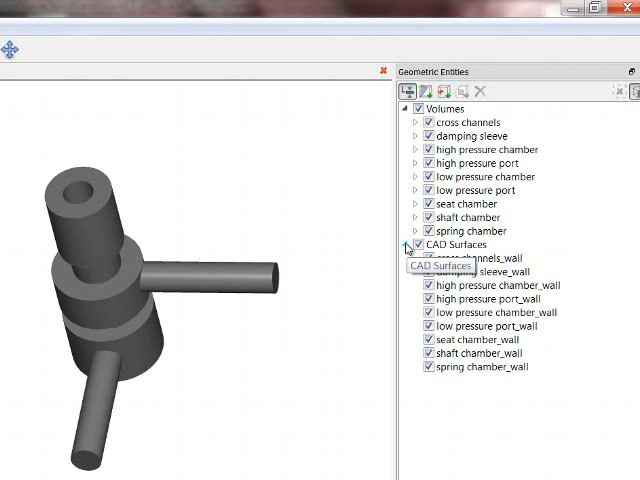 Geometric Entities
Volumes
cross channels
damping sleeve
high pressure chamber
high pressure port
low pressure chamber
low pressure port
seat chamber
shaft chamber
spring chamber
CAD Surfaces
channels_wall
CAD Surfaces
sleeve_wall
high pressure chamber_wall
high pressure port_wall
low pressure chamber_wall
low pressure port_wall
seat chamber_wall
shaft chamber_wall
spring chamber_wall